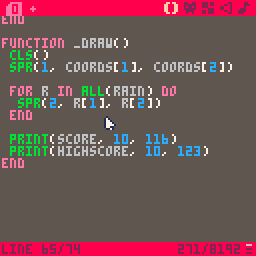 0 +
END
FUNCTION _DRAW()
CLS()
SPR(1, COORDS[1], COORDS[2])
FOR R IN ALL(RAIN) DO
SPR(2, R[1], R[2])
END
PRINT(SCORE, 10, 116)
PRINT(HIGHSCORE, 10, 123)
END
LINE 65/74 271/8192